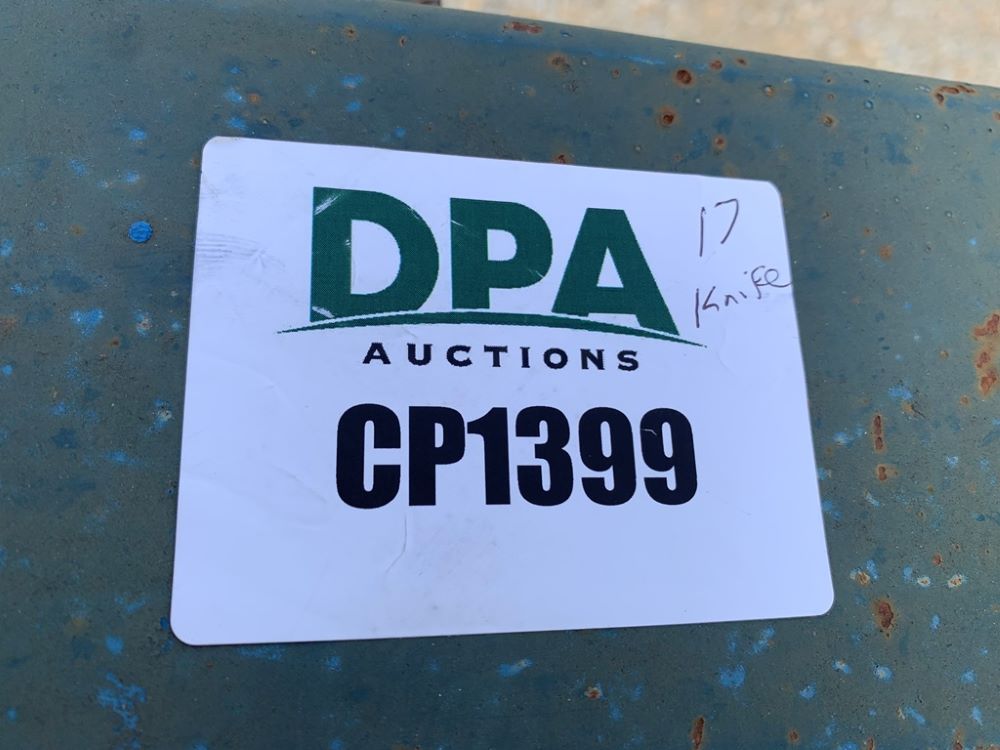 DPA
AUCTIONS
17
Knife
CP1399